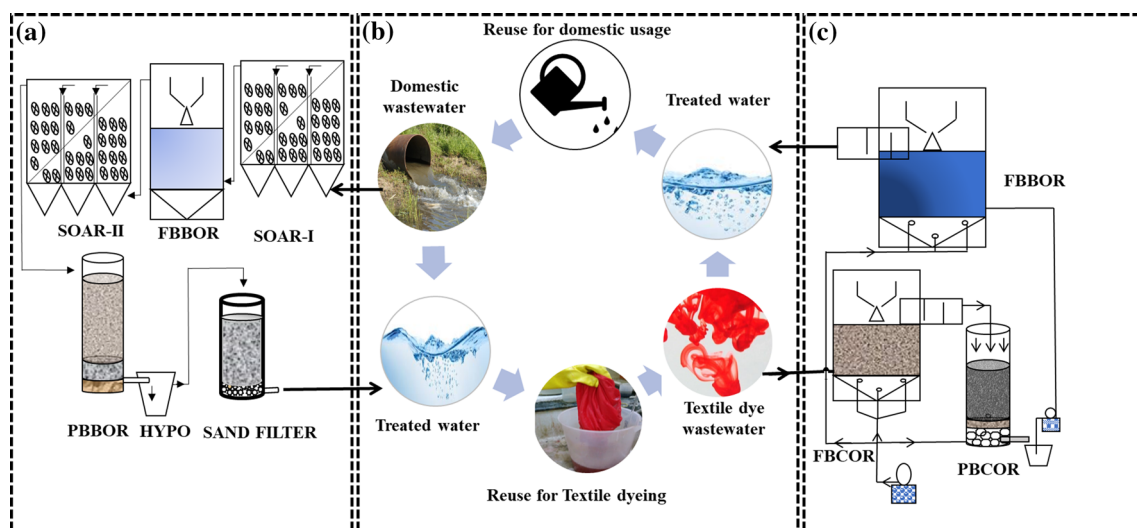 (a)
SOAR-II
FBBOR
SOAR-I
PBBOR
HYPO
SAND FILTER
(b)
Reuse for domestic usage
Domestic
wastewater
Treated water
Treated water
Textile dye
wastewater
Reuse for Textile dyeing
(c)
FBBOR
FBCOR
PBCOR